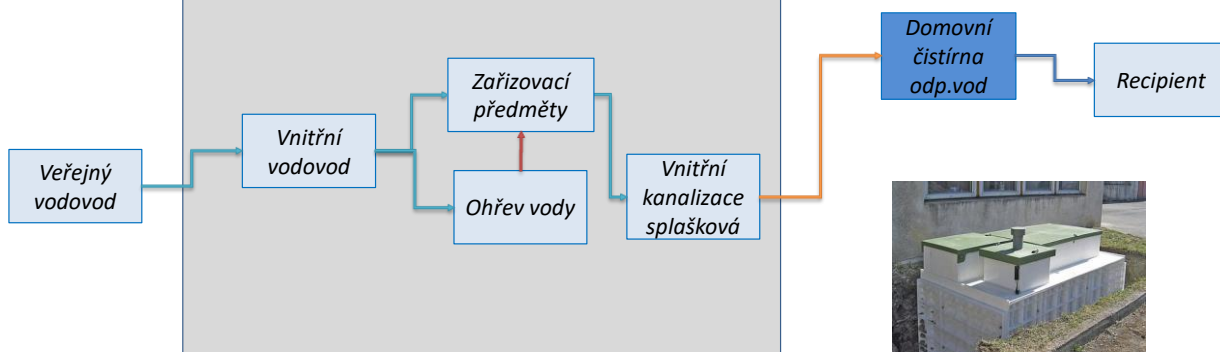 Veřejný
vodovod
Vnitřní
vodovod
Zařizovací
předměty
Ohřev vody
Vnitřní
kanalizace
splašková
Domovní
čistírna
odp.vod
Recipient